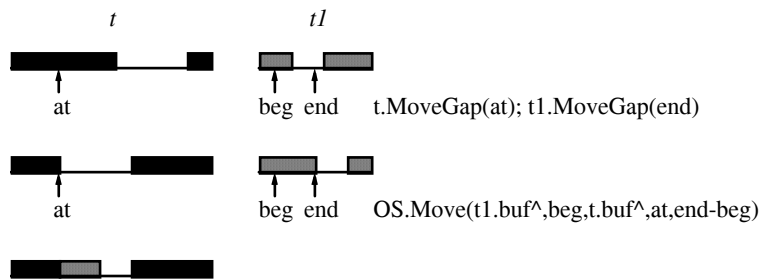 t t1
at beg end t.MoveGap(at); t1.MoveGap(end)
at beg end OS.Move(t1.buf^,beg,t.buf^,at,end-beg)